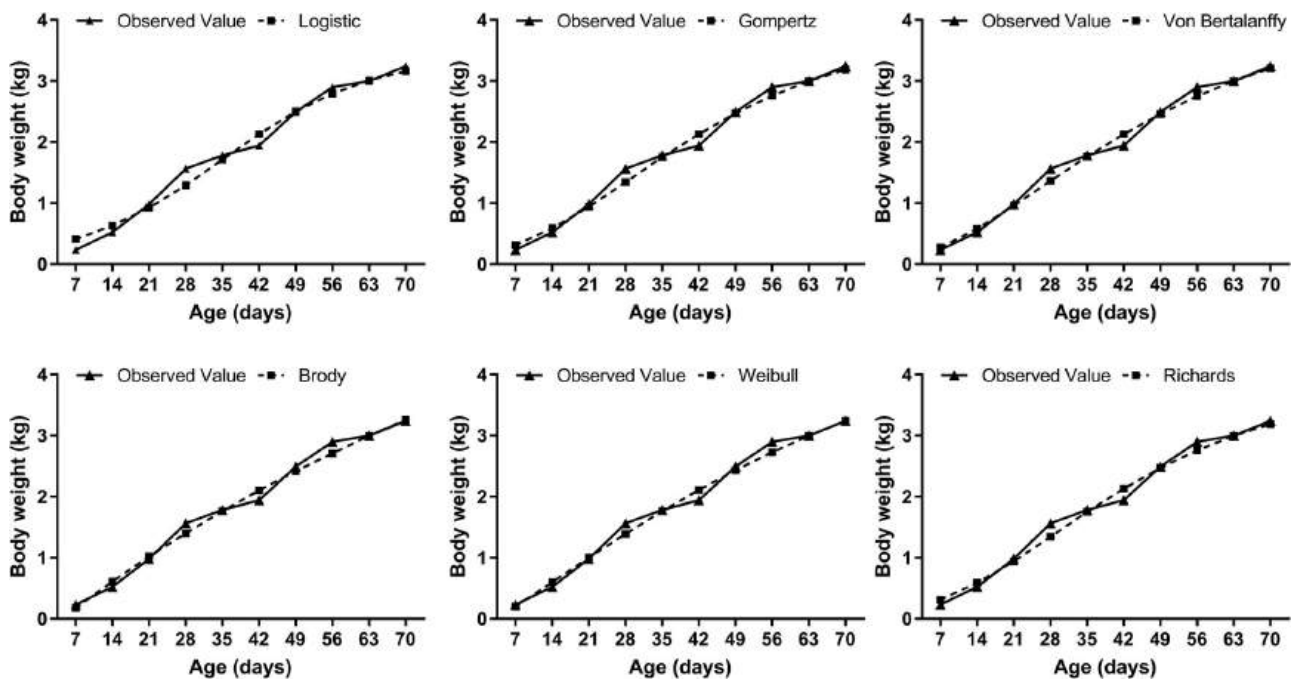 Observed Value Logistic
Body weight (kg)
4
3
2
1
0
7 14 21 28 35 42 49 56 63 70
Age (days)
Observed Value Gompertz
Body weight (kg)
4
3
2
1
0
7 14 21 28 35 42 49 56 63 70
Age (days)
Observed Value Von Bertalanffy
Body weight (kg)
4
3
2
1
0
7 14 21 28 35 42 49 56 63 70
Age (days)
Observed Value Brody
Body weight (kg)
4
3
2
1
0
7 14 21 28 35 42 49 56 63 70
Age (days)
Observed Value Weibull
Body weight (kg)
4
3
2
1
0
7 14 21 28 35 42 49 56 63 70
Age (days)
Observed Value Richards
Body weight (kg)
4
3
2
1
0
7 14 21 28 35 42 49 56 63 70
Age (days)